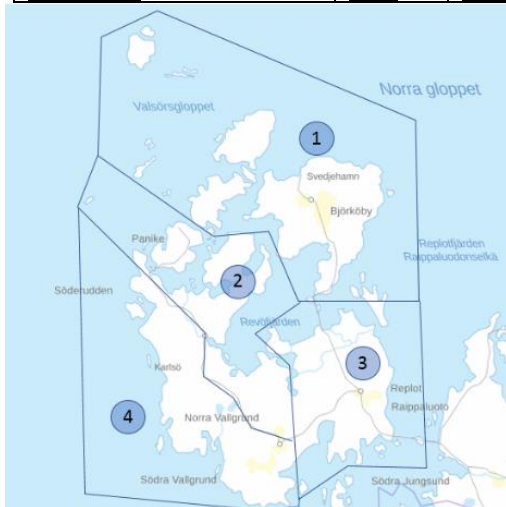 Norra gloppet
Valsörsgloppet
1
Svedjehamn
Björköby
Panike
Replotfjärden
Raippaluodonselkä
2
Söderudden
Revöfjärden
3
Karlsö
Replot
Raippaluoto
4
Norra Vallgrund
Södra Vallgrund
Södra Jungsund